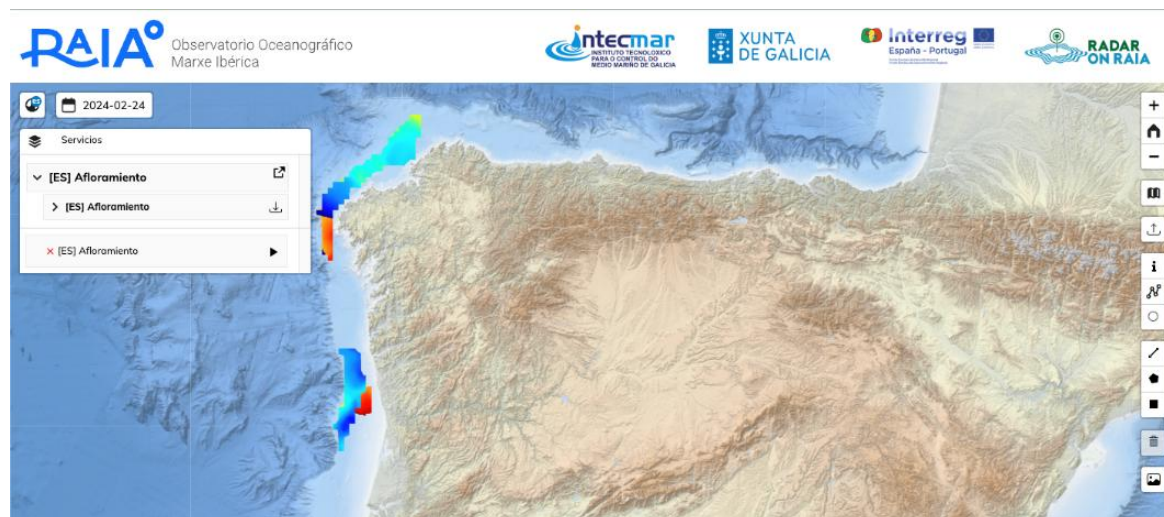 RAIA
Observatorio Oceanográfico
Marxe Ibérica
intecmar
INSTITUTO TECNOLOXICO
PARA O CONTROL DO
MEDIO MARIÑO DE GALICIA
XUNTA
DE GALICIA
Interreg
España - Portugal
RADAR
ON RAIA
2024-02-24
Servicios
[ES] Afloramiento
[ES] Afloramiento
× [ES] Afloramiento